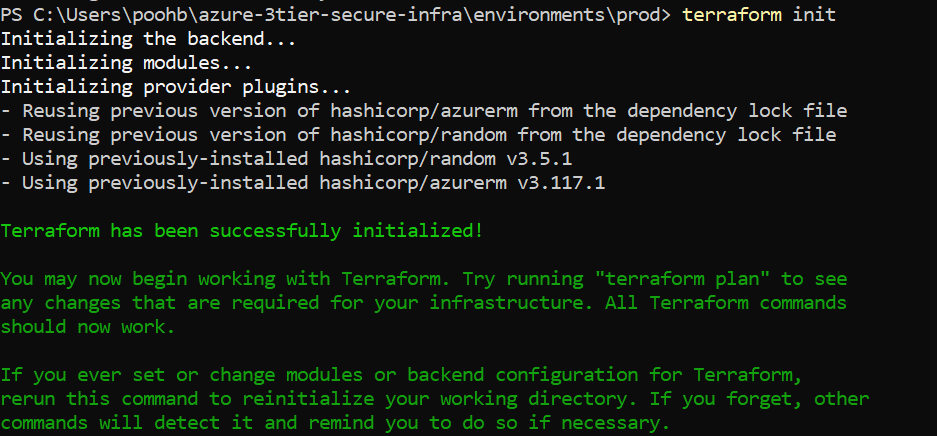 PS C:\Users\poohb\azure-3tier-secure-infra\environments\prod> terraform init
Initializing the backend...
Initializing modules...
Initializing provider plugins...
- Reusing previous version of hashicorp/azurerm from the dependency lock file
- Reusing previous version of hashicorp/random from the dependency lock file
- Using previously-installed hashicorp/random v3.5.1
- Using previously-installed hashicorp/azurerm v3.117.1
Terraform has been successfully initialized!
You may now begin working with Terraform. Try running "terraform plan" to see
any changes that are required for your infrastructure. All Terraform commands
should now work.
If you ever set or change modules or backend configuration for Terraform,
rerun this command to reinitialize your working directory. If you forget, other
commands will detect it and remind you to do so if necessary.